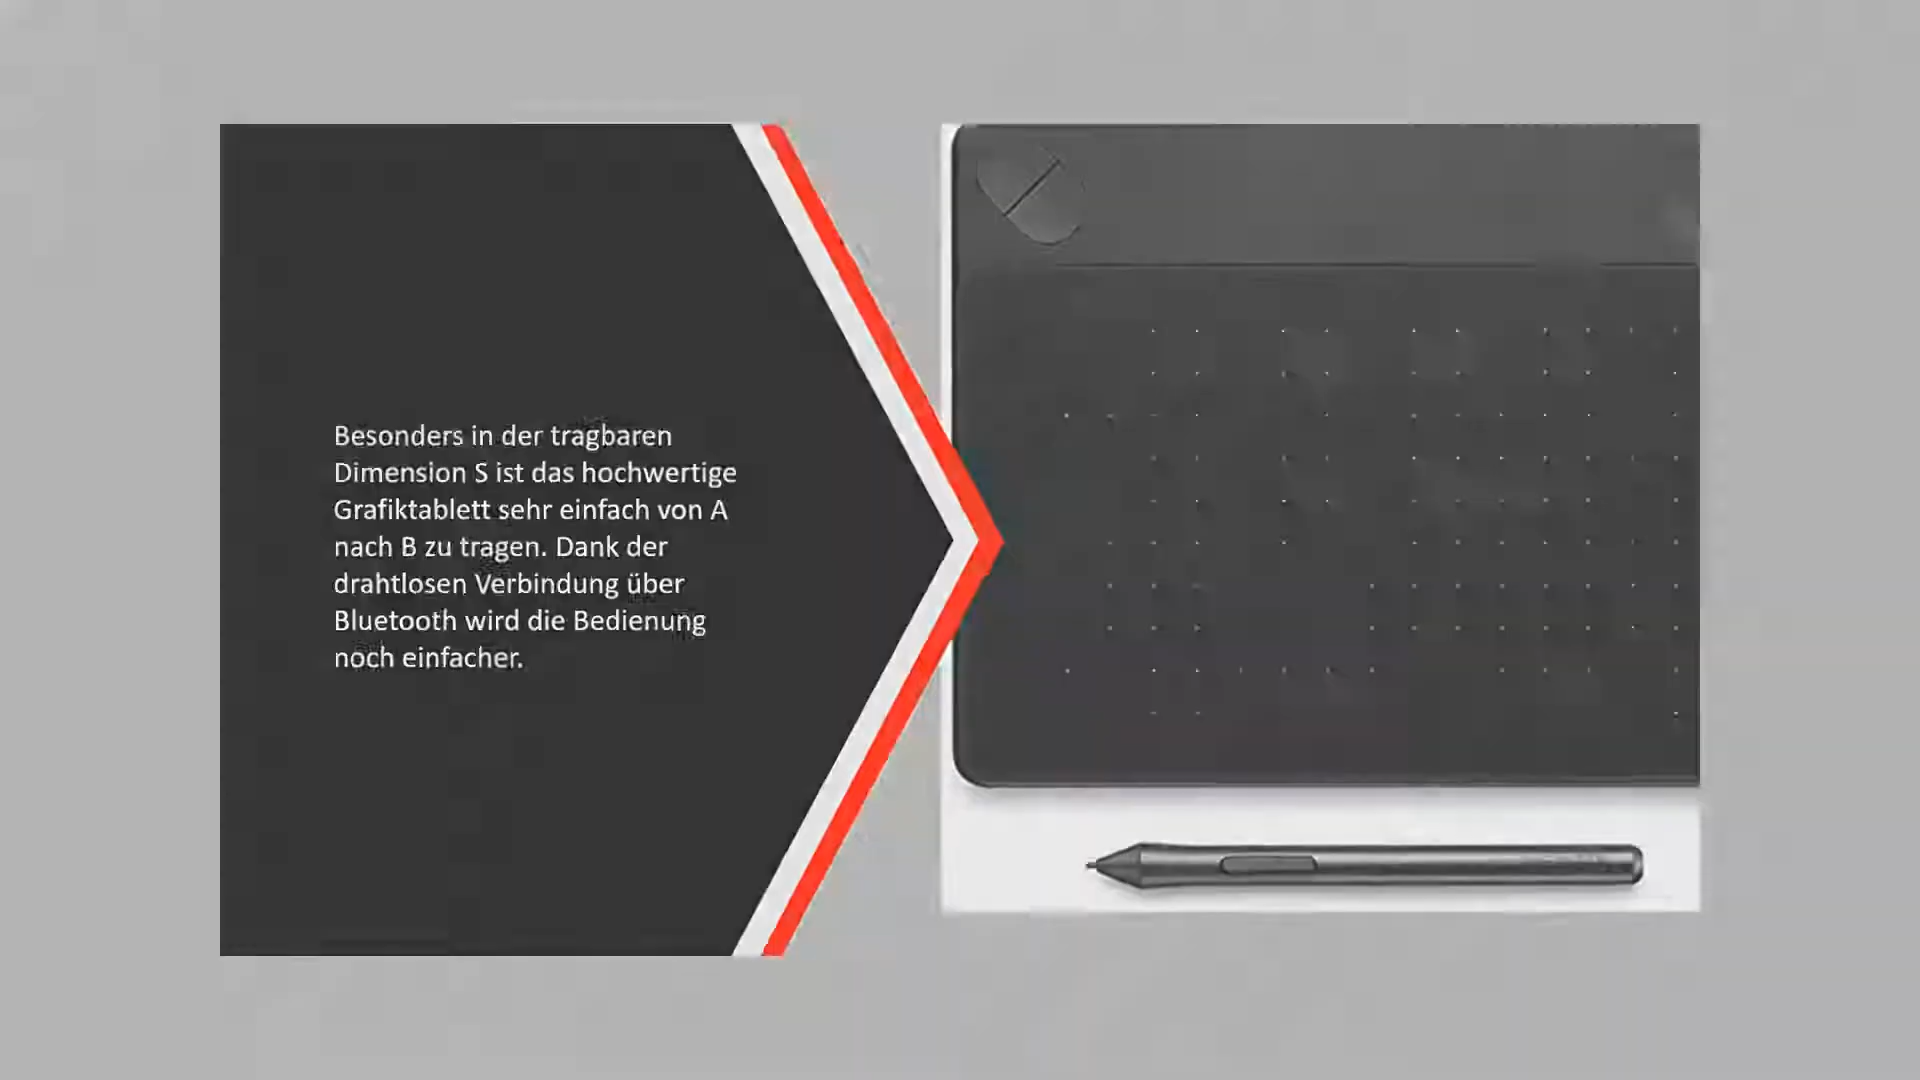 Besonders in der tragbaren
Dimension S ist das hochwertige
Grafiktablett sehr einfach von A
nach B zu tragen. Dank der
drahtlosen Verbindung über
Bluetooth wird die Bedienung
noch einfacher.